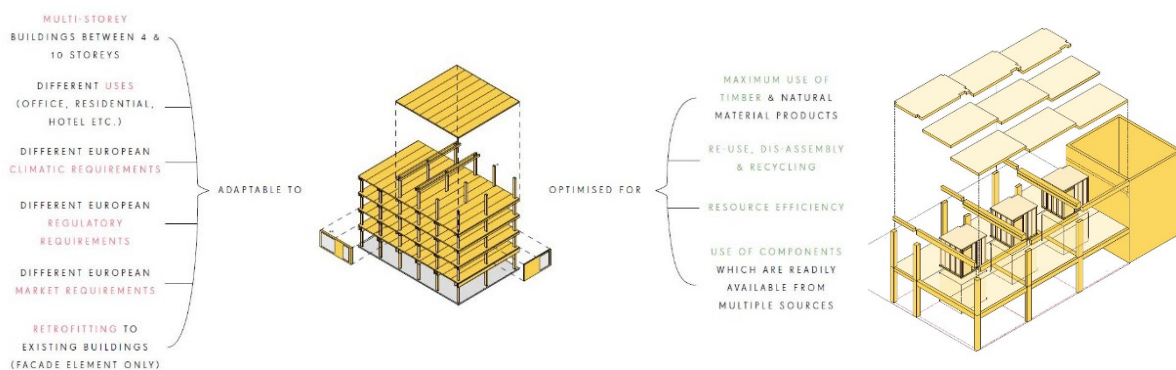 MULTI-STOREY
BUILDINGS BETWEEN 4 &
10 STOREYS
DIFFERENT USES
(OFFICE, RESIDENTIAL,
HOTEL ETC.)
DIFFERENT EUROPEAN
CLIMATIC REQUIREMENTS
DIFFERENT EUROPEAN
REGULATORY
REQUIREMENTS
DIFFERENT EUROPEAN
MARKET REQUIREMENTS
RETROFITTING TO
EXISTING BUILDINGS
(FACADE ELEMENT ONLY)
ADAPTABLE TO
OPTIMISED FOR
MAXIMUM USE OF
TIMBER & NATURAL
MATERIAL PRODUCTS
RE-USE, DIS-ASSEMBLY
& RECYCLING
RESOURCE EFFICIENCY
USE OF COMPONENTS
WHICH ARE READILY
AVAILABLE FROM
MULTIPLE SOURCES